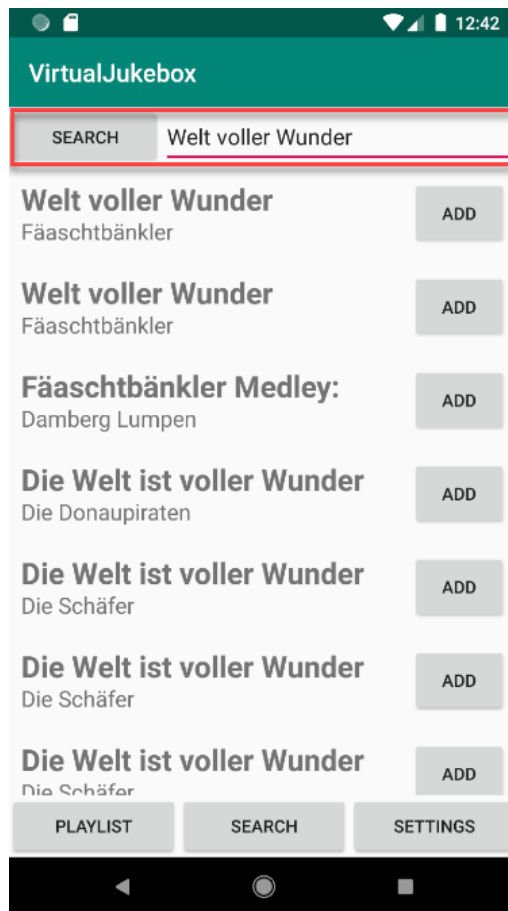 12:42
VirtualJukebox
SEARCH Welt voller Wunder
Welt voller Wunder
Fäaschtbänkler
ADD
Welt voller Wunder
Fäaschtbänkler
ADD
Fäaschtbänkler Medley:
Damberg Lumpen
ADD
Die Welt ist voller Wunder
Die Donaupiraten
ADD
Die Welt ist voller Wunder
Die Schäfer
ADD
Die Welt ist voller Wunder
Die Schäfer
ADD
Die Welt ist voller Wunder
Die Schäfer
ADD
PLAYLIST SEARCH SETTINGS